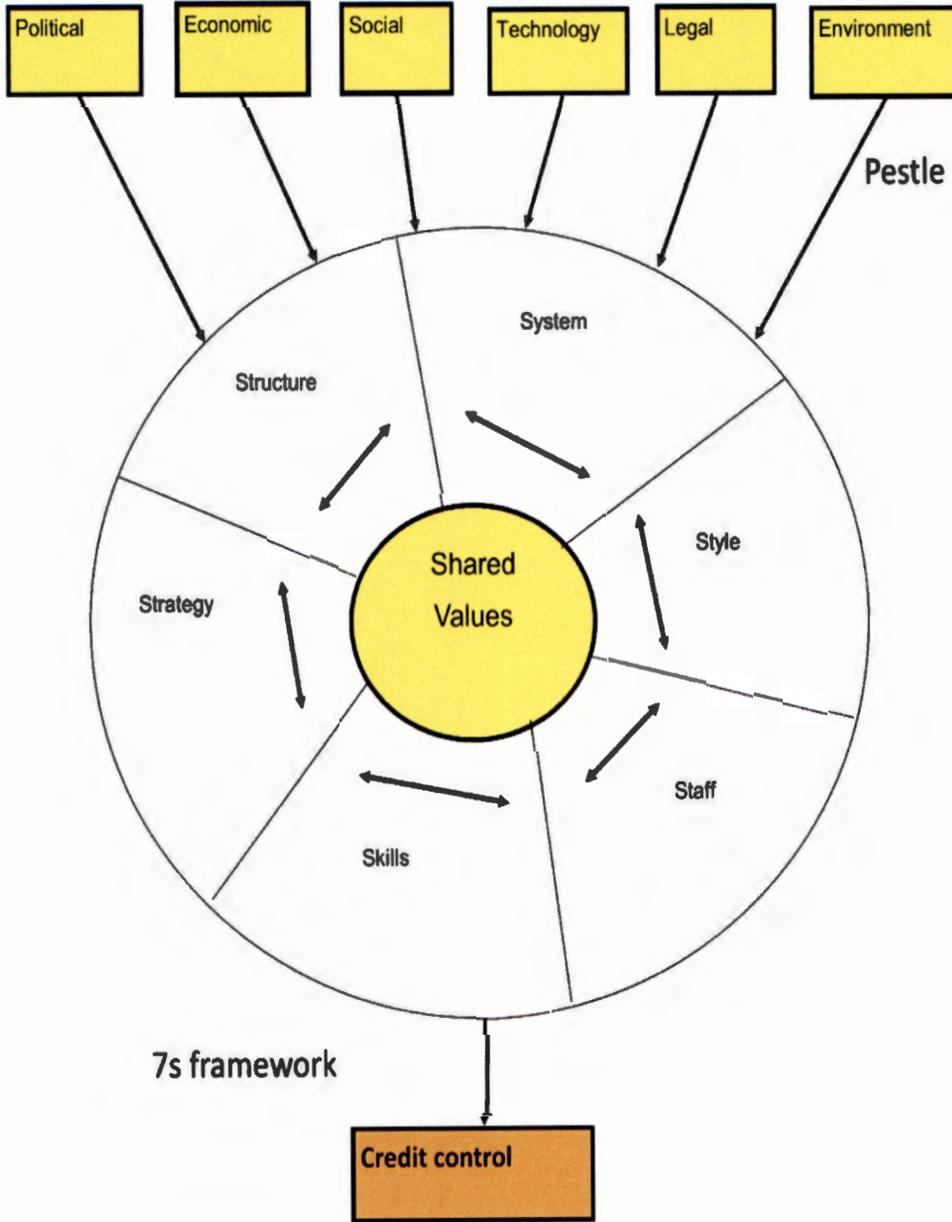 Political
Economic
Social
Technology
Legal
Environment
Pestle
System
Structure
Style
Shared
Values
Strategy
Staff
Skills
7s framework
Credit control